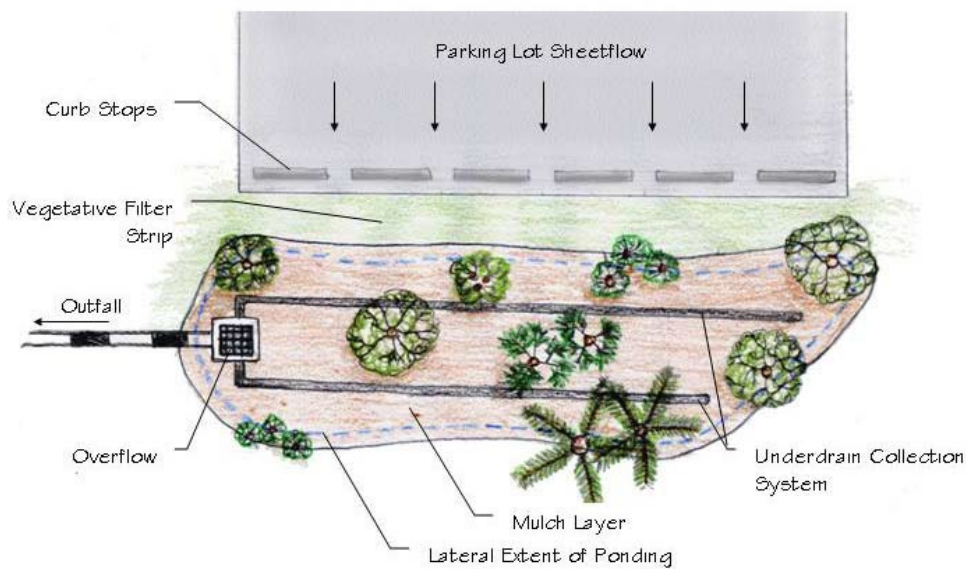 Parking Lot Sheetflow
Curb Stops
Vegetative Filter
Strip
Outfall
Overflow
Underdrain Collection
System
Mulch Layer
Lateral Extent of Ponding